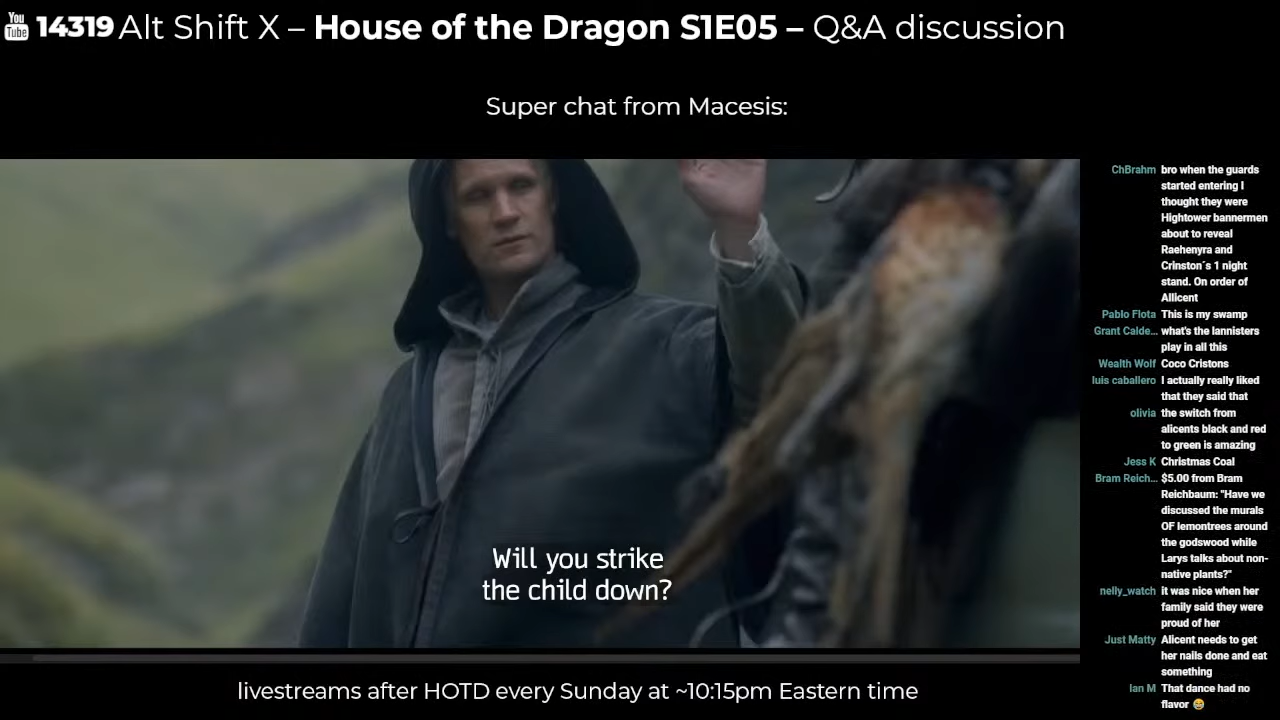 You
Tube
14319 Alt Shift X – House of the Dragon S1E05 – Q&A discussion
Super chat from Macesis:
Will you strike
the child down?
livestreams after HOTD every Sunday at ~10:15pm Eastern time
ChBrahm bro when the guards
started entering I
thought they were
Hightower bannermen
about to reveal
Raehenyra and
Crinston´s 1 night
stand. On order of
Allicent
Pablo Flota This is my swamp
Grant Calde... what's the lannisters
play in all this
Wealth Wolf Coco Cristons
luis caballero I actually really liked
that they said that
olivia the switch from
alicents black and red
to green is amazing
Jess K Christmas Coal
Bram Reich... $5.00 from Bram
Reichbaum: "Have we
discussed the murals
OF lemontrees around
the godswood while
Larys talks about non-
native plants?"
nelly_watch it was nice when her
family said they were
proud of her
Just Matty Alicent needs to get
her nails done and eat
something
Ian M That dance had no
flavor 😂